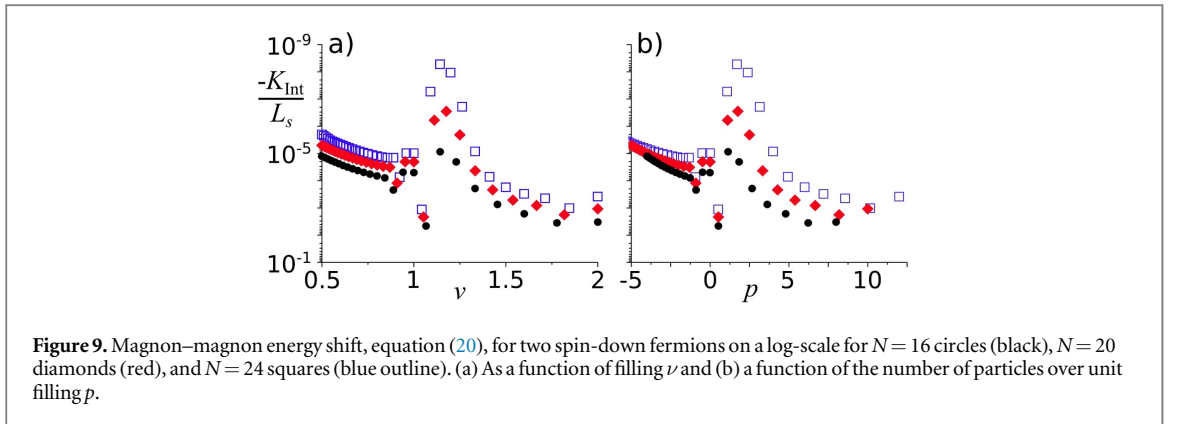 a)
b)
10-9
10-5
10-1
-KInt
Ls
0.5
1
1.5
2
ν
-5
0
5
10
p
Figure 9. Magnon–magnon energy shift, equation (20), for two spin-down fermions on a log-scale for N = 16 circles (black), N = 20
diamonds (red), and N = 24 squares (blue outline). (a) As a function of filling ν and (b) a function of the number of particles over unit
filling p.